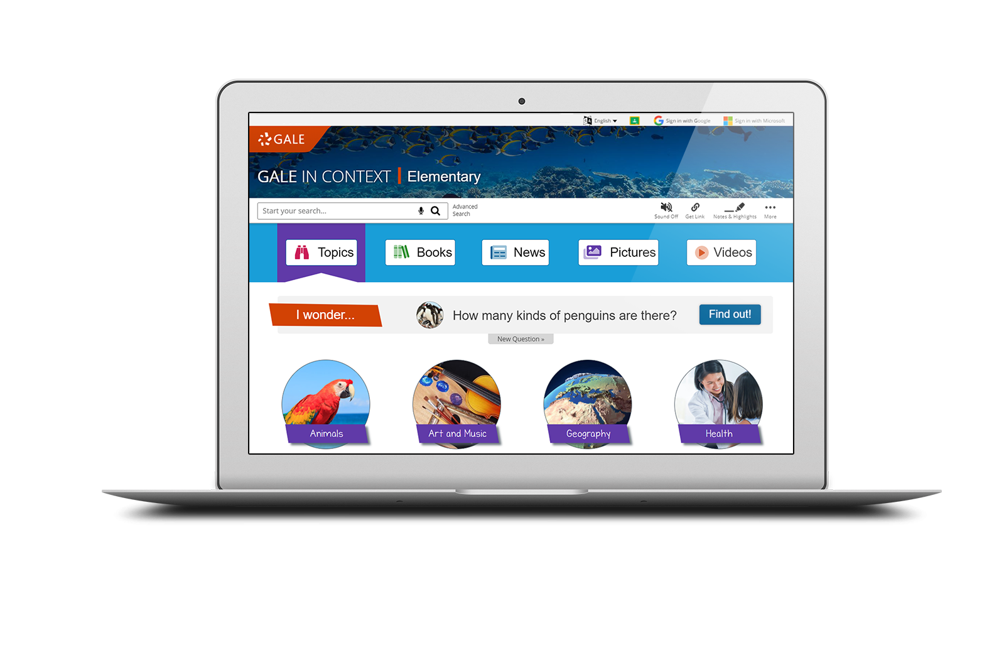 English
Sign in with Google
Sign in with Microsoft
GALE
GALE IN CONTEXT | Elementary
Start your search...
Advanced
Search
Sound Off
Get Link
Notes & Highlights
More
Topics
Books
News
Pictures
Videos
I wonder...
How many kinds of penguins are there?
Find out!
New Question »
Animals
Art and Music
Geography
Health